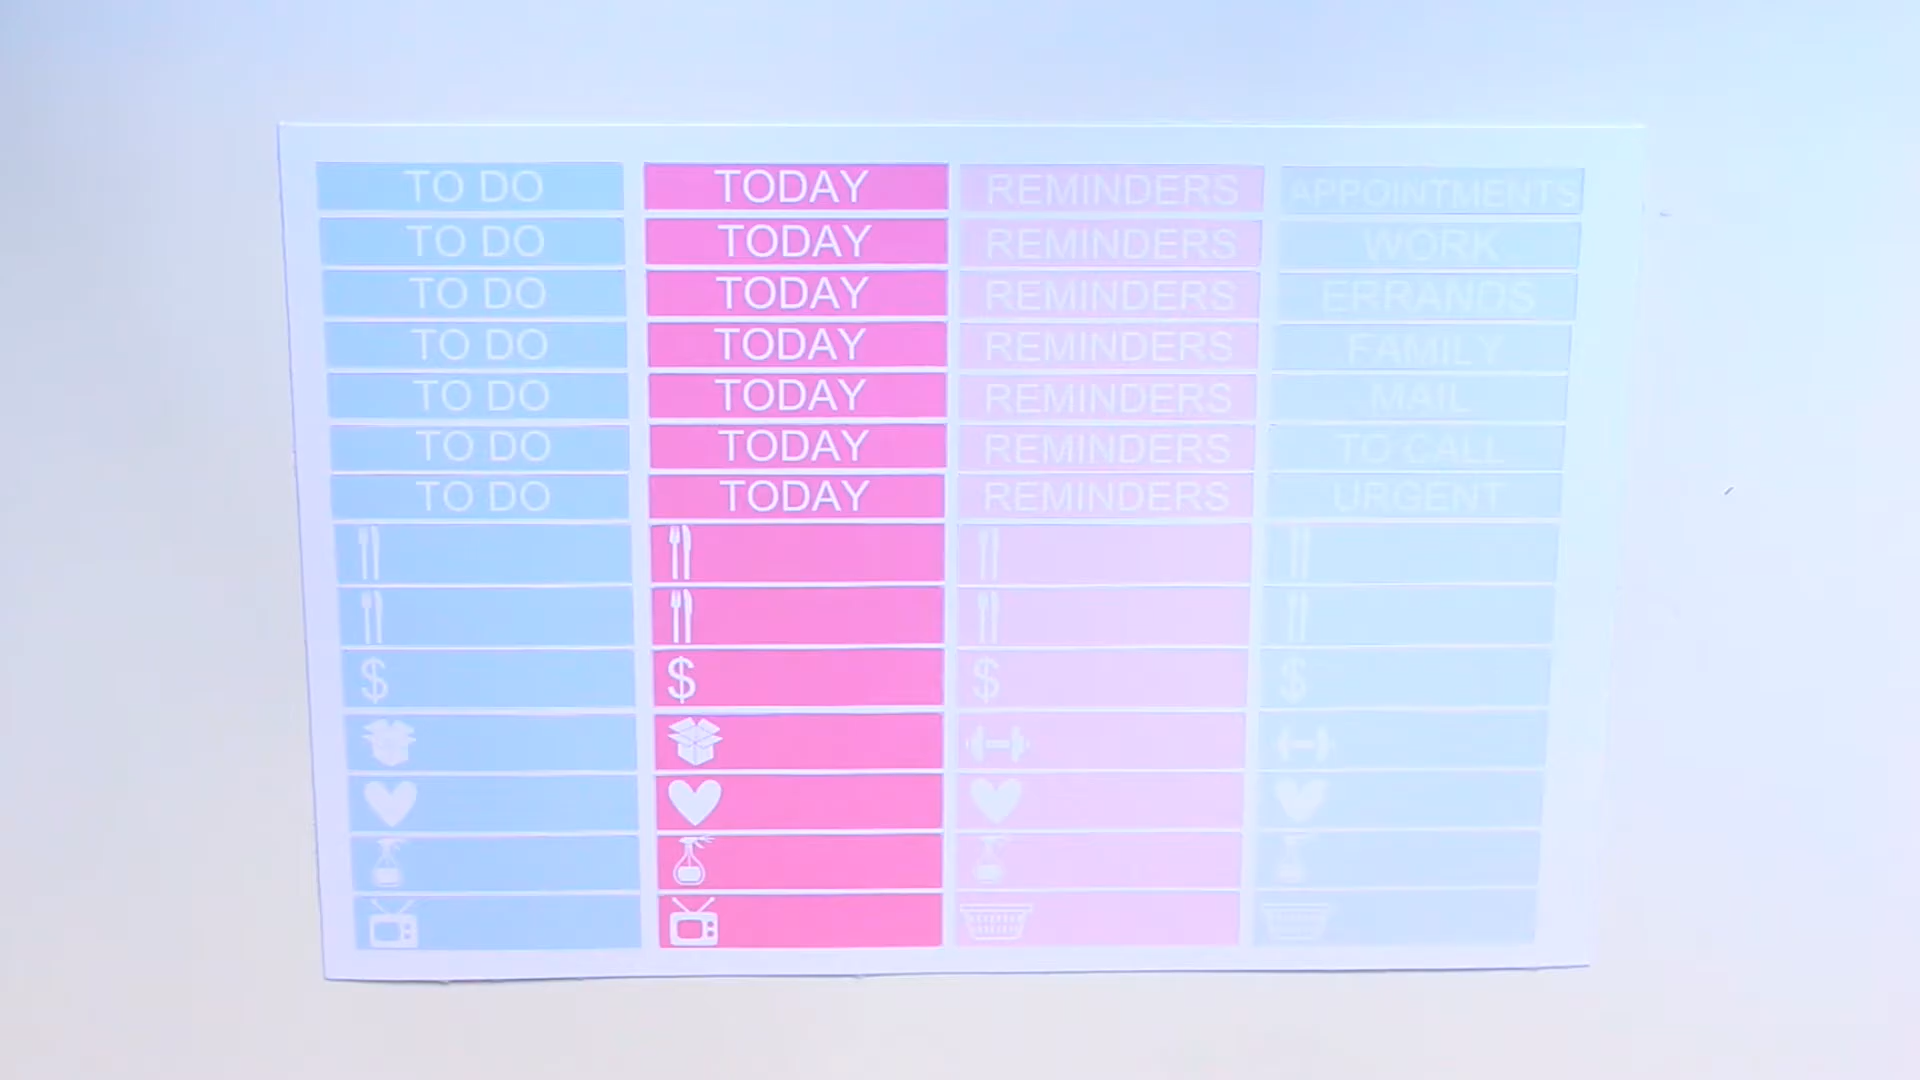 TO DO TODAY REMINDERS APPOINTMENTS
TO DO TODAY REMINDERS WORK
TO DO TODAY REMINDERS ERRANDS
TO DO TODAY REMINDERS FAMILY
TO DO TODAY REMINDERS MAIL
TO DO TODAY REMINDERS TO CALL
TO DO TODAY REMINDERS URGENT
$ $ $ $